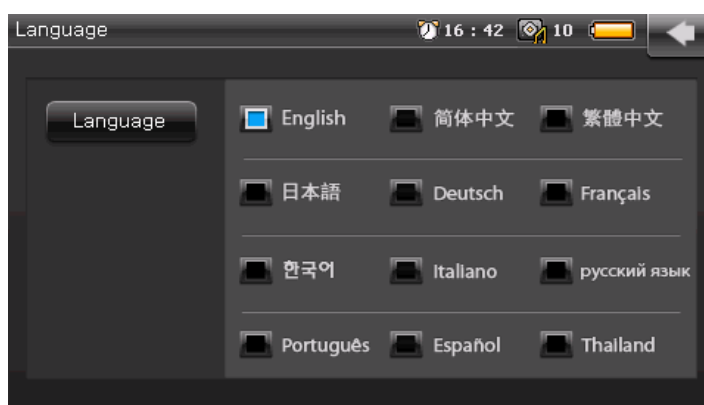 Language 16 : 42 10
Language
English 简体中文 繁體中文
日本語 Deutsch Français
한국어 Italiano русский язык
Português Español Thailand